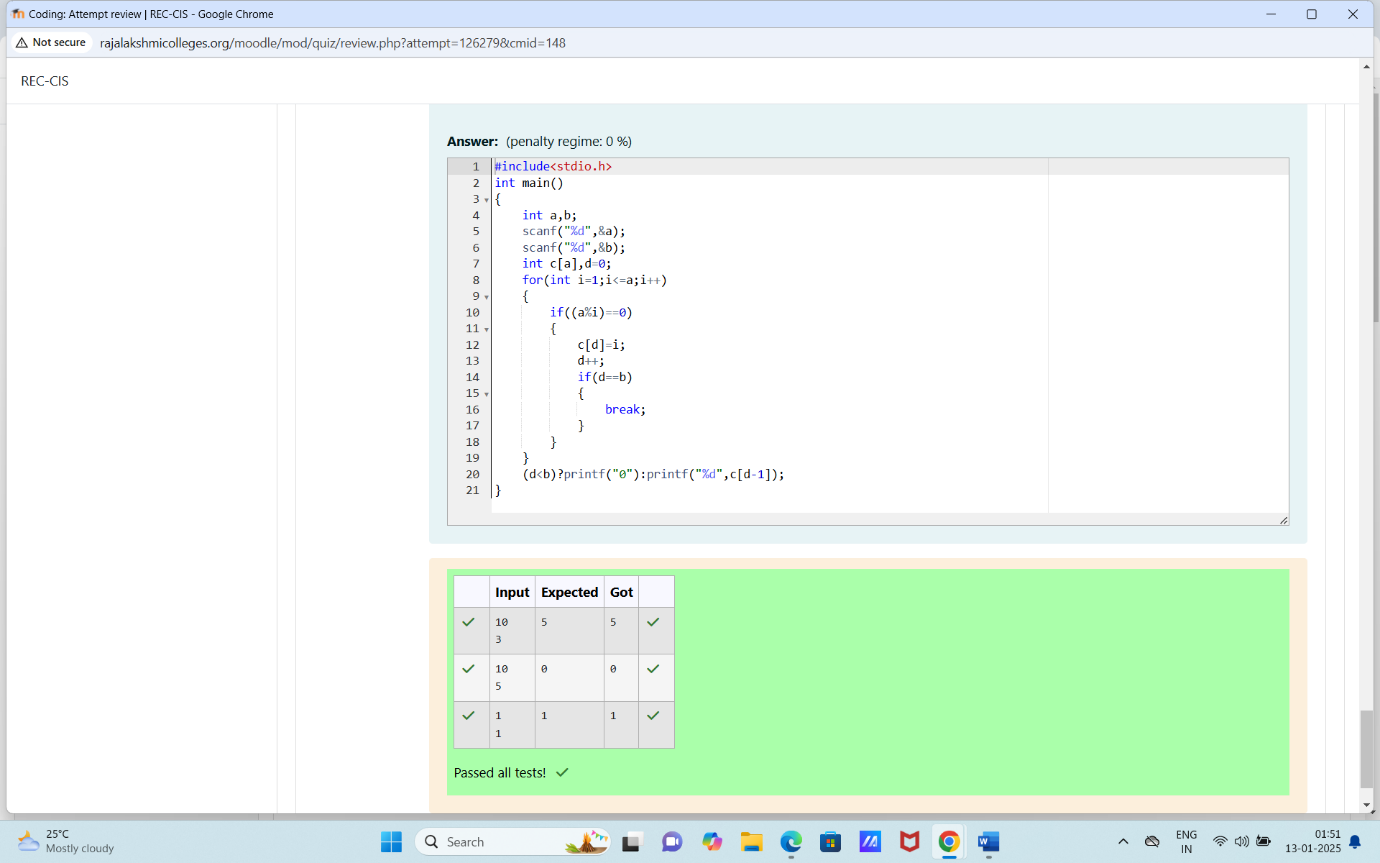 Coding: Attempt review | REC-CIS - Google Chrome
Not secure rajalakshmicolleges.org/moodle/mod/quiz/review.php?attempt=126279&cmid=148
REC-CIS
Answer: (penalty regime: 0 %)
1 #include<stdio.h>
2 int main()
3 {
4 int a,b;
5 scanf("%d",&a);
6 scanf("%d",&b);
7 int c[a],d=0;
8 for(int i=1;i<=a;i++)
9 {
10 if((a%i)==0)
11 {
12 c[d]=i;
13 d++;
14 if(d==b)
15 {
16 break;
17 }
18 }
19 }
20 (d<b)?printf("0"):printf("%d",c[d-1]);
21 }
Input Expected Got
10 5 5
3
10 0 0
5
1 1 1
1
Passed all tests!
25°C
Mostly cloudy
Search
ENG
IN
01:51
13-01-2025